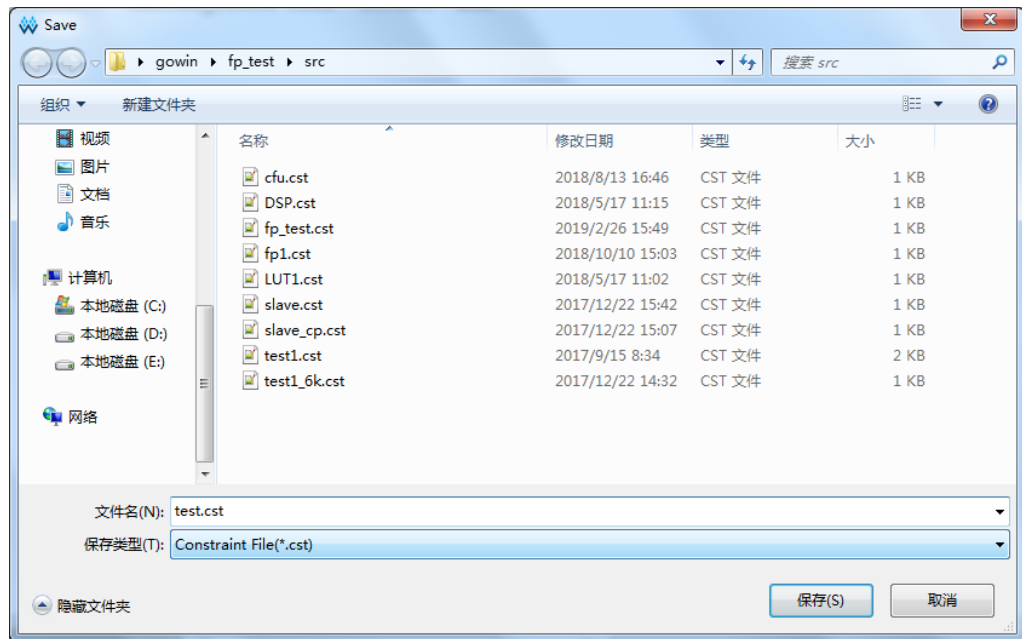 Save
gowin fp_test src
搜索 src
组织 新建文件夹
视频
图片
文档
音乐
计算机
本地磁盘 (C:)
本地磁盘 (D:)
本地磁盘 (E:)
网络
名称 修改日期 类型 大小
cfu.cst 2018/8/13 16:46 CST 文件 1 KB
DSP.cst 2018/5/17 11:15 CST 文件 1 KB
fp_test.cst 2019/2/26 15:49 CST 文件 1 KB
fp1.cst 2018/10/10 15:03 CST 文件 1 KB
LUT1.cst 2018/5/17 11:02 CST 文件 1 KB
slave.cst 2017/12/22 15:42 CST 文件 1 KB
slave_cp.cst 2017/12/22 15:07 CST 文件 1 KB
test1.cst 2017/9/15 8:34 CST 文件 2 KB
test1_6k.cst 2017/12/22 14:32 CST 文件 1 KB
文件名(N): test.cst
保存类型(T): Constraint File(*.cst)
隐藏文件夹
保存(S) 取消